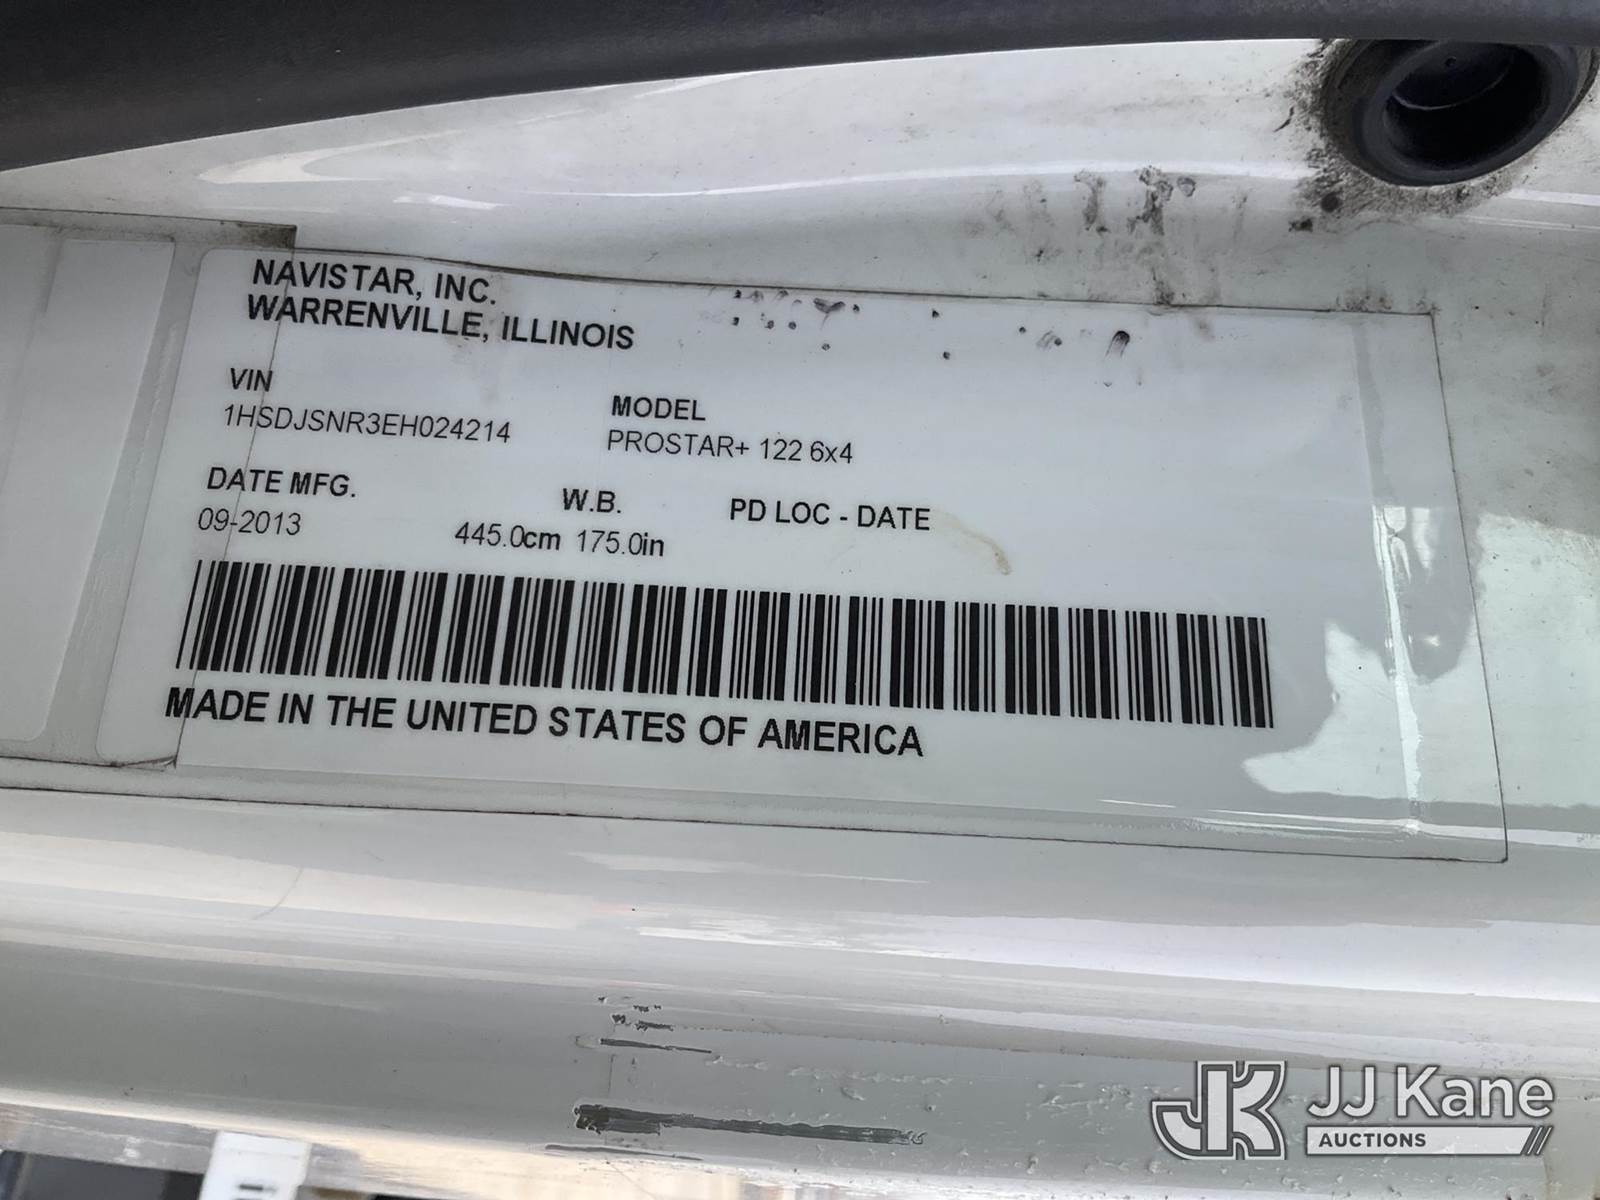 NAVISTAR, INC.
WARRENVILLE, ILLINOIS
VIN
1HSDJSNR3EH024214
MODEL
PROSTAR+ 122 6x4
DATE MFG.
09-2013
W.B.
445.0cm 175.0in
PD LOC - DATE
MADE IN THE UNITED STATES OF AMERICA
JK JJ Kane
AUCTIONS